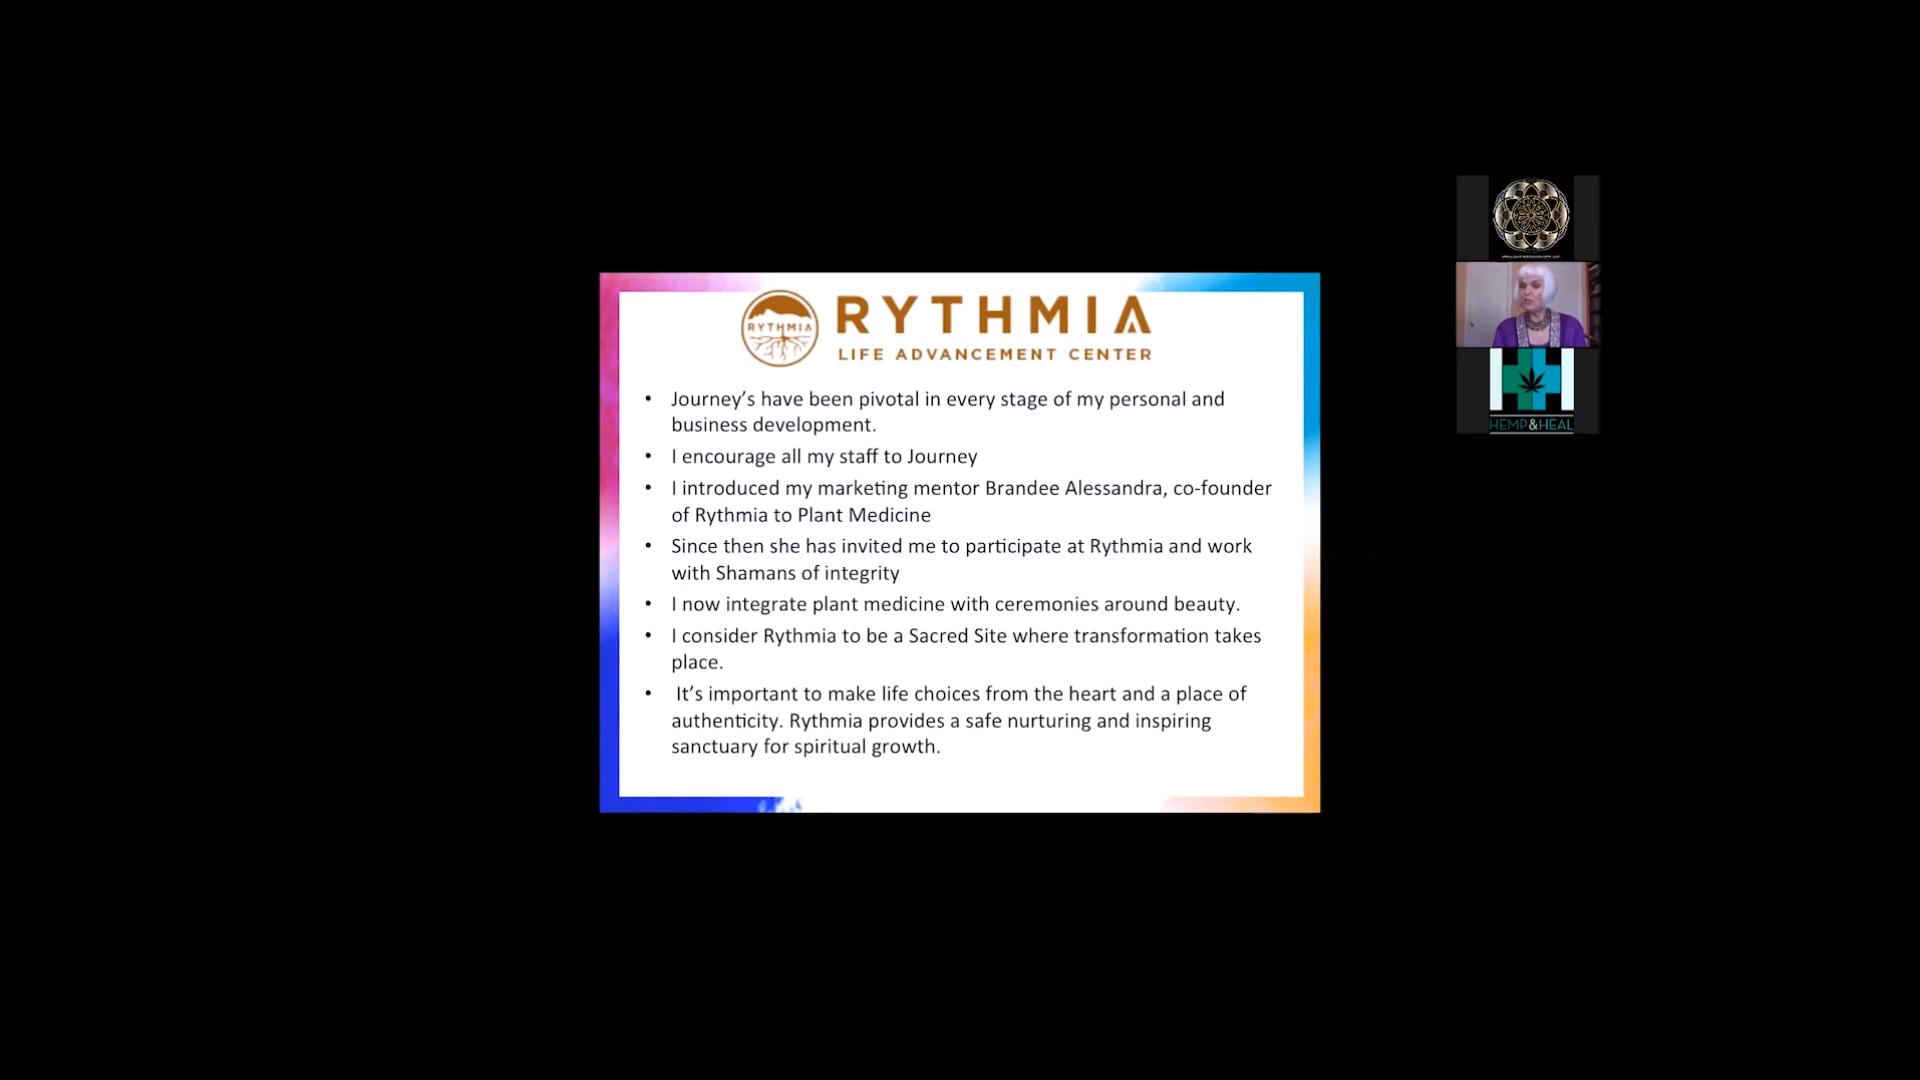 RYTHMIA
RYTHMIA
LIFE ADVANCEMENT CENTER
• Journey's have been pivotal in every stage of my personal and
business development.
• I encourage all my staff to Journey
• I introduced my marketing mentor Brandee Alessandra, co-founder
of Rythmia to Plant Medicine
• Since then she has invited me to participate at Rythmia and work
with Shamans of integrity
• I now integrate plant medicine with ceremonies around beauty.
• I consider Rythmia to be a Sacred Site where transformation takes
place.
• It's important to make life choices from the heart and a place of
authenticity. Rythmia provides a safe nurturing and inspiring
sanctuary for spiritual growth.
HEMP&HEAL